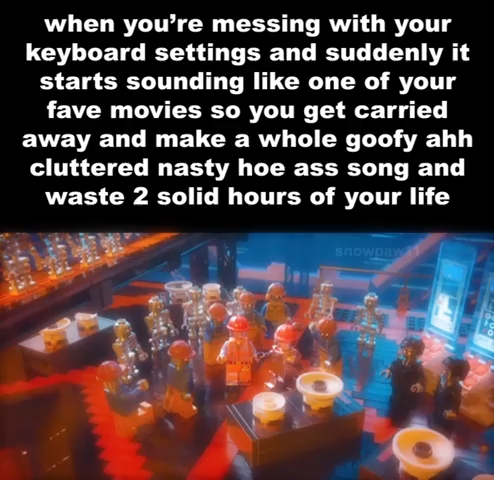 when you’re messing with your
keyboard settings and suddenly it
starts sounding like one of your
fave movies so you get carried
away and make a whole goofy ahh
cluttered nasty hoe ass song and
waste 2 solid hours of your life
snowpaw11